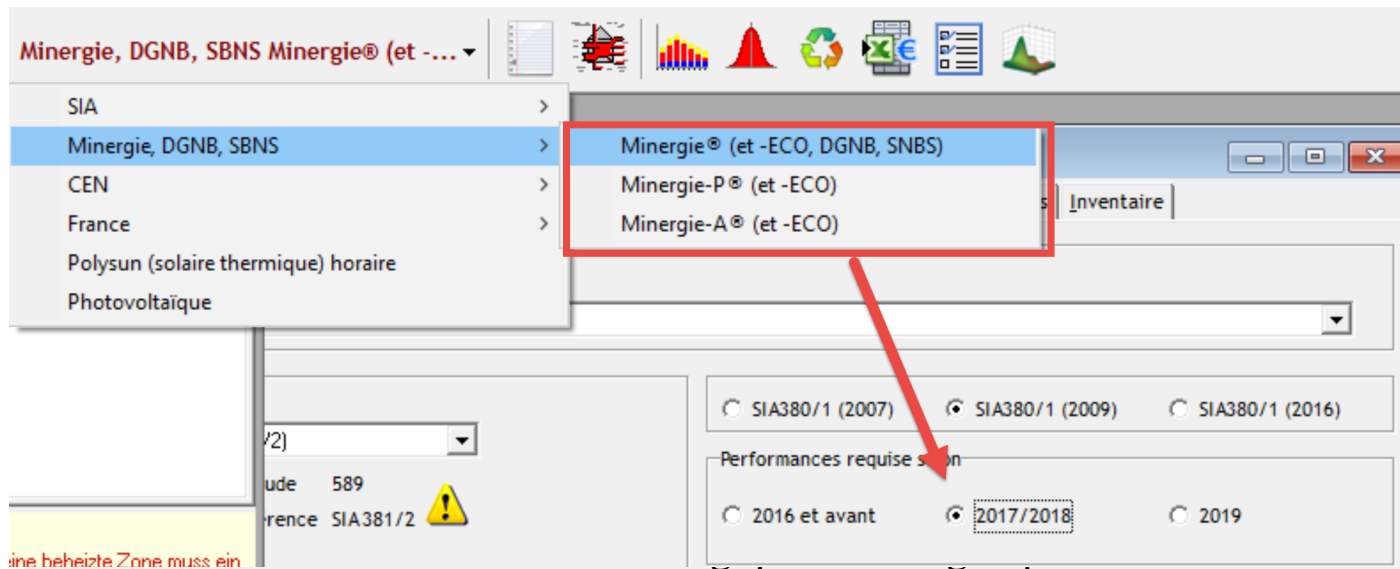 Minergie, DGNB, SBNS Minergie® (et -...
SIA
Minergie, DGNB, SBNS
CEN
France
Polysun (solaire thermique) horaire
Photovoltaïque
Minergie® (et -ECO, DGNB, SNBS)
Minergie-P® (et -ECO)
Minergie-A® (et -ECO)
Inventaire
SIA380/1 (2007) SIA380/1 (2009) SIA380/1 (2016)
/2)
Performances requise
ude 589
rence SIA381/2
2016 et avant 2017/2018 2019
eine beheizte Zone muss ein